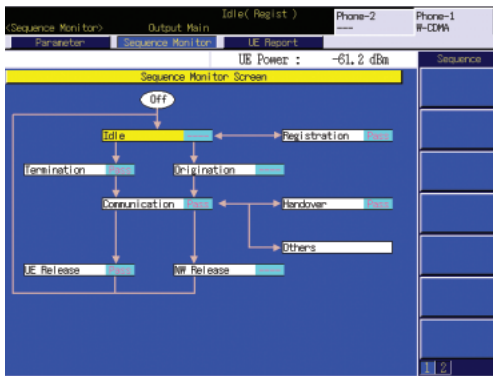 Idle( Regist )
Phone-2
Phone-1
<Sequence Monitor>
Output Main
----
W-CDMA
Parameter
Sequence Monitor
UE Report
UE Power :
-61.2 dBm
Sequence
Sequence Monitor Screen
Off
Idle
----
Registration
Pass
Termination
Pass
Origination
----
Communication
Pass
Handover
Pass
Others
UE Release
Pass
NW Release
----
1
2